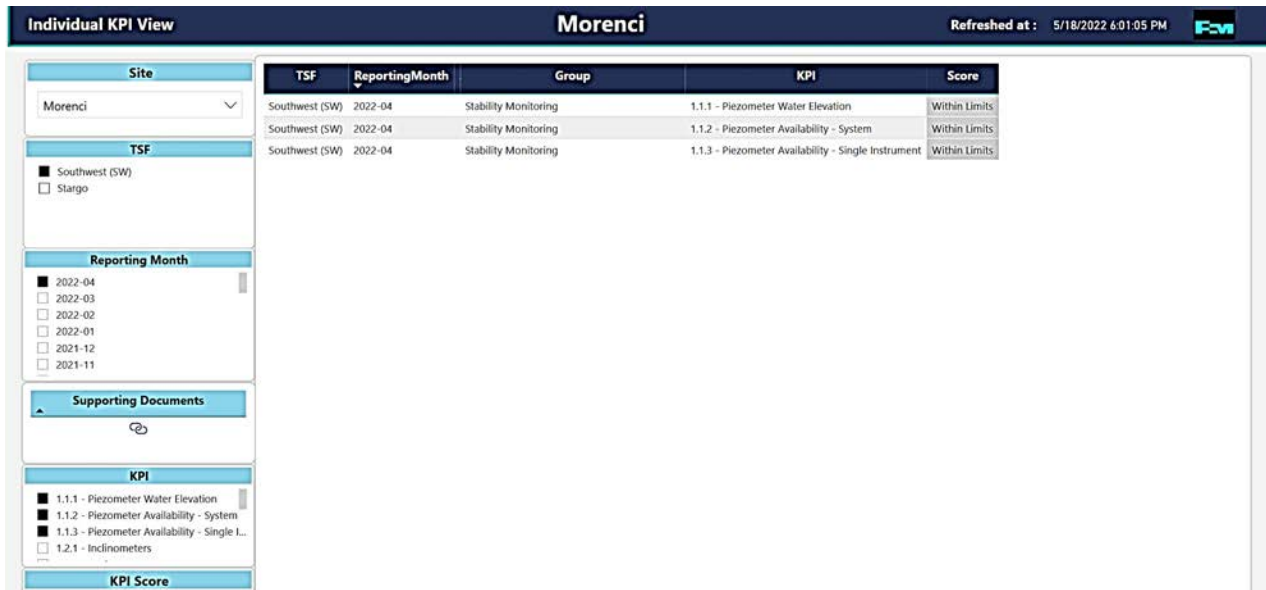 Individual KPI View Morenci Refreshed at : 5/18/2022 6:01:05 PM FCMI
Site
Morenci
TSF
Southwest (SW)
Stargo
Reporting Month
2022-04
2022-03
2022-02
2022-01
2021-12
2021-11
Supporting Documents
KPI
1.1.1 - Piezometer Water Elevation
1.1.2 - Piezometer Availability - System
1.1.3 - Piezometer Availability - Single I...
1.2.1 - Inclinometers
KPI Score
TSF ReportingMonth Group KPI Score
Southwest (SW) 2022-04 Stability Monitoring 1.1.1 - Piezometer Water Elevation Within Limits
Southwest (SW) 2022-04 Stability Monitoring 1.1.2 - Piezometer Availability - System Within Limits
Southwest (SW) 2022-04 Stability Monitoring 1.1.3 - Piezometer Availability - Single Instrument Within Limits